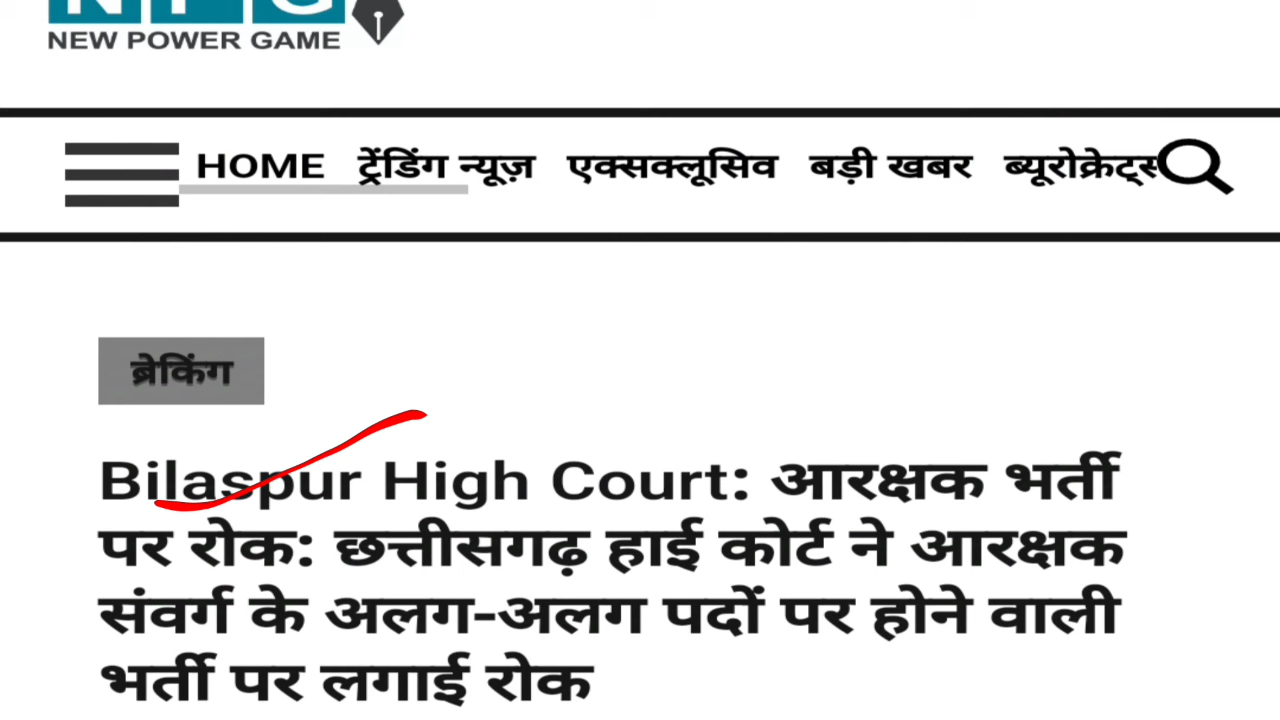 NPG
NEW POWER GAME
HOME ट्रेंडिंग न्यूज़ एक्सक्लूसिव बड़ी खबर ब्यूरोक्रेट्स
ब्रेकिंग
Bilaspur High Court: आरक्षक भर्ती
पर रोक: छत्तीसगढ़ हाई कोर्ट ने आरक्षक
संवर्ग के अलग-अलग पदों पर होने वाली
भर्ती पर लगाई रोक